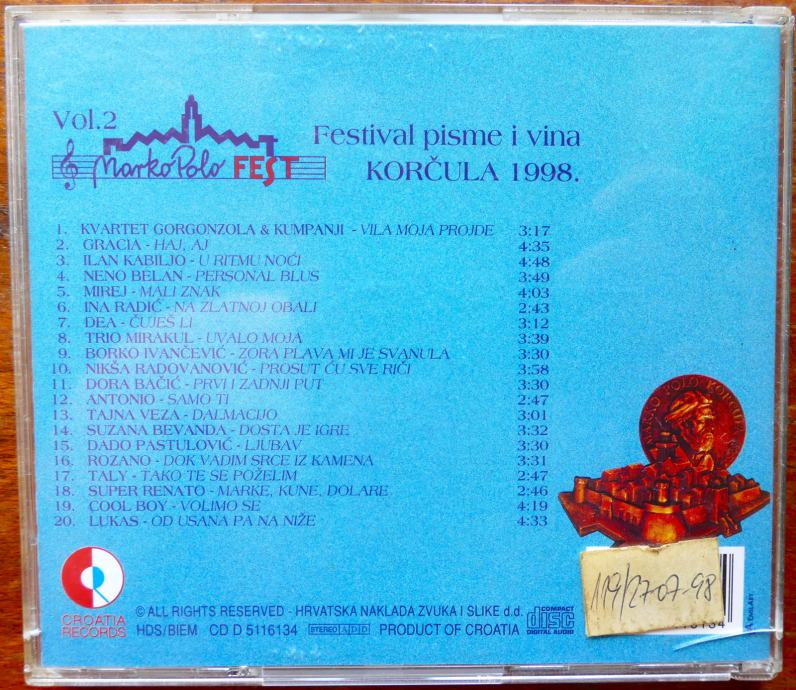 Vol.2
Marko Polo FEST
Festival pisme i vina
KORČULA 1998.
1. KVARTET GORGONZOLA & KUMPANJI - VILA MOJA PROJDE 3:17
2. GRACIA - HAJ, AJ 4:35
3. ILAN KABILJO - U RITMU NOĆI 4:48
4. NENO BELAN - PERSONAL BLUS 3:49
5. MIREJ - MALI ZNAK 4:03
6. INA RADIĆ - NA ZLATNOJ OBALI 2:43
7. DEA - ČUJEŠ LI 3:12
8. TRIO MIRAKUL - UVALO MOJA 3:39
9. BORKO IVANČEVIĆ - ZORA PLAVA MI JE SVANULA 3:30
10. NIKŠA RADOVANOVIĆ - PROSUT ĆU SVE RIČI 3:58
11. DORA BAČIĆ - PRVI I ZADNJI PUT 3:30
12. ANTONIO - SAMO TI 2:47
13. TAJNA VEZA - DALMACIJO 3:01
14. SUZANA BEVANDA - DOSTA JE IGRE 3:32
15. DADO PASTULOVIĆ - LJUBAV 3:30
16. ROZANO - DOK VADIM SRCE IZ KAMENA 3:31
17. TALY - TAKO TE SE POŽELIM 2:47
18. SUPER RENATO - MARKE, KUNE, DOLARE 2:46
19. COOL BOY - VOLIMO SE 4:19
20. LUKAS - OD USANA PA NA NIŽE 4:33
MARKO POLO KORČULA
CROATIA
RECORDS
© ALL RIGHTS RESERVED - HRVATSKA NAKLADA ZVUKA I SLIKE d.d.
HDS/BIEM CD D 5116134 STEREO ADD PRODUCT OF CROATIA
COMPACT
disc
DIGITAL AUDIO
119/27-07-98